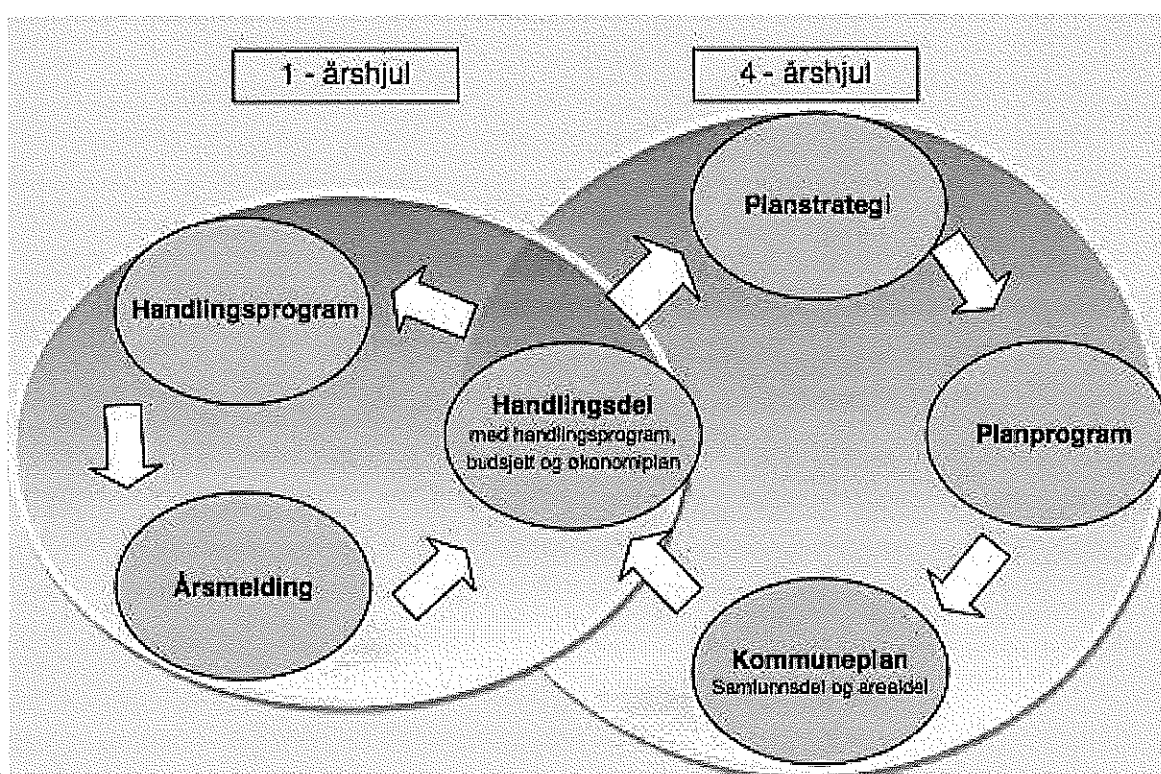 1 - årshjul
4 - årshjul
Planstrategi
Handlingsprogram
Handlingsdel
med handlingsprogram,
budsjett og økonomiplan
Planprogram
Årsmelding
Kommuneplan
Samfunnsdel og arealdel